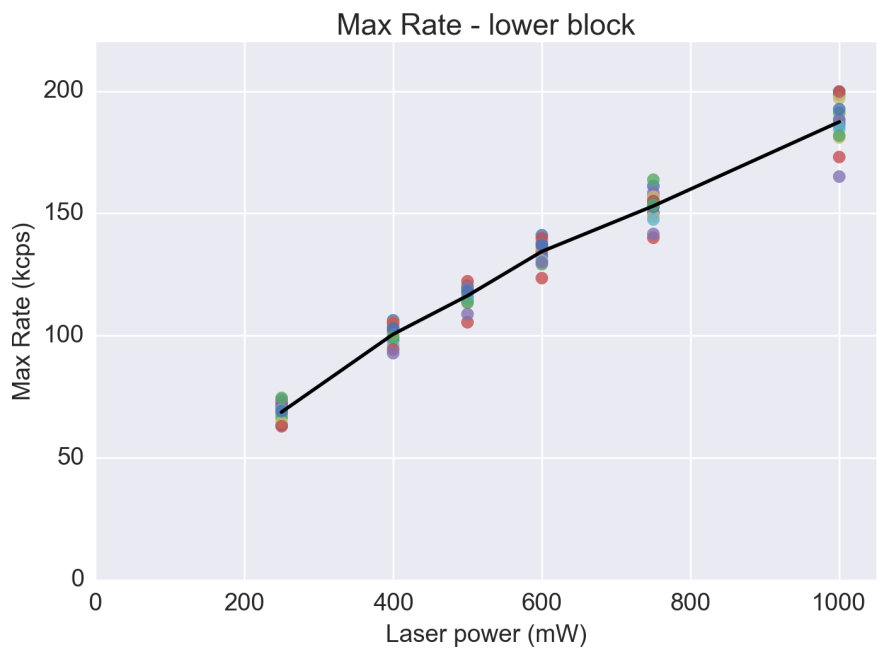 Max Rate - lower block
200
150
100
50
0
Max Rate (kcps)
0 200 400 600 800 1000
Laser power (mW)